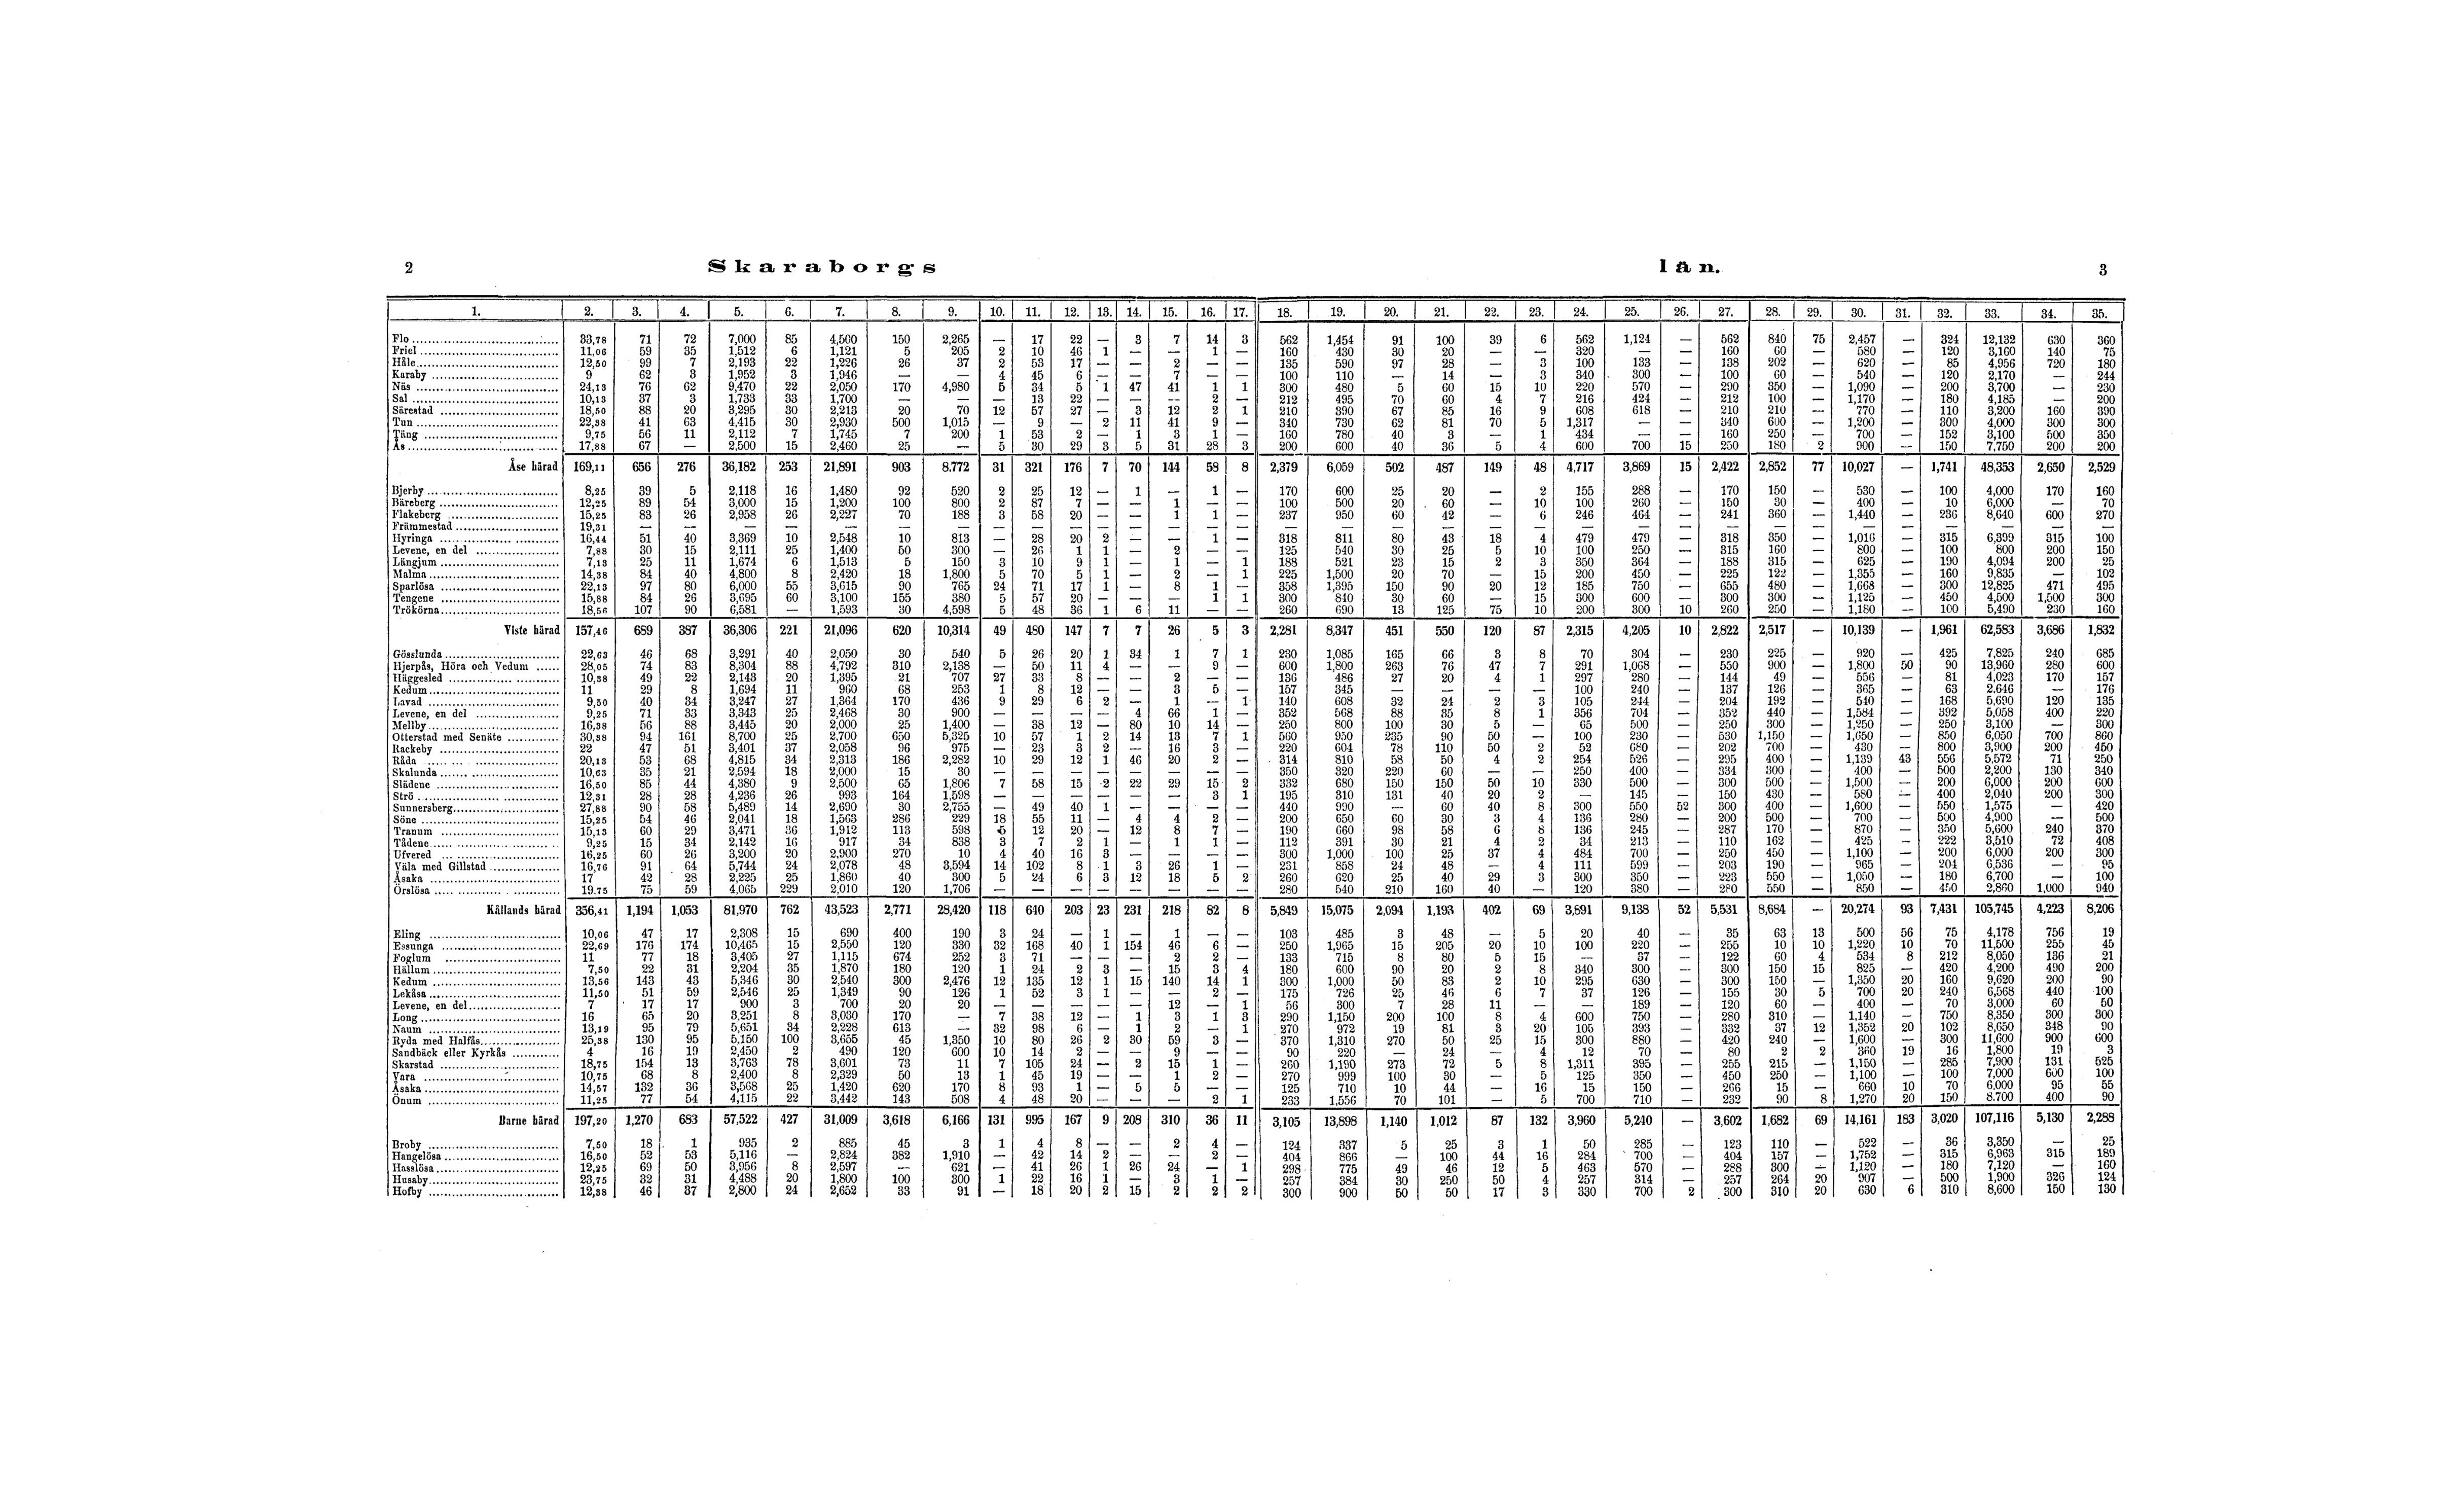 2 Skaraborgs län. 3
1. 2. 3. 4. 5. 6. 7. 8. 9. 10. 11. 12. 13. 14. 15. 16. 17. 18. 19. 20. 21. 22. 23. 24. 25. 26. 27. 28. 29. 30. 31. 32. 33. 34. 35.
Flo 33,78 71 72 7,000 85 4,500 150 2,265 — 17 22 — 3 7 14 3 562 1,454 91 100 39 6 562 1,124 — 562 840 75 2,457 — 324 12,132 630 360
Friel 11,06 59 35 1,512 6 1,121 5 205 2 10 46 1 — — 1 — 160 430 30 20 — — 320 — — 160 60 — 580 — 120 3,160 140 75
Håle 12,50 99 7 2,193 22 1,226 26 37 2 53 17 — — 2 — — 135 590 97 28 — 3 100 133 — 138 202 — 620 — 85 4,956 720 180
Karaby 9 62 3 1,952 3 1,946 — — 4 45 6 — — 7 — — 100 110 — 14 — 3 340 300 — 100 60 — 540 — 120 2,170 — 244
Näs 24,13 76 62 9,470 22 2,050 170 4,980 5 34 5 1 47 41 1 1 300 480 5 60 15 10 220 570 — 290 350 — 1,090 — 200 3,700 — 230
Sal 10,13 37 3 1,733 33 1,700 — — — 13 22 — — -- 2 — 212 495 70 60 4 7 216 424 — 212 100 — 1,170 — 180 4,185 — 200
Särestad 18,50 88 20 3,295 30 2,213 20 70 12 57 27 — 3 12 2 1 210 390 67 85 16 9 608 618 — 210 210 — 770 — 110 3,200 160 390
Tun 22,38 41 63 4,415 30 2,930 500 1,015 — 9 — 2 11 41 9 — 340 730 62 81 70 5 1,317 — — 340 600 — 1,200 — 300 4,000 300 300
Täng 9,75 56 11 2,112 7 1,745 7 200 1 53 2 — 1 3 1 — 160 780 40 3 — 1 434 — — 160 250 — 700 — 152 3,100 500 350
Ås 17,88 67 — 2,500 15 2,460 25 — 5 30 29 3 5 31 28 3 200 600 40 36 5 4 600 700 15 250 180 2 900 — 150 7,750 200 200
Åse härad 169,11 656 276 36,182 253 21,891 903 8,772 31 321 176 7 70 144 58 8 2,379 6,059 502 487 149 48 4,717 3,869 15 2,422 2,852 77 10,027 — 1,741 48,353 2,650 2,529
Bjerby 8,25 39 5 2,118 16 1,480 92 520 2 25 12 — 1 — 1 — 170 600 25 20 — 2 155 288 — 170 150 — 530 — 100 4,000 170 160
Bäreberg 12,25 89 54 3,000 15 1,200 100 800 2 87 7 — — 1 — — 100 500 20 60 — 10 100 260 — 150 30 — 400 — 10 6,000 — 70
Flakeberg 15,25 83 26 2,958 26 2,227 70 188 3 58 20 — — 1 1 — 237 950 60 42 — 6 246 464 — 241 360 — 1,440 — 236 8,640 600 270
Främmestad 19,31 — — — — — — — — — — — — — — — — — — — — — — — — — — — — — — — — —
Hyringa 16,44 51 40 3,369 10 2,548 10 813 — 28 20 2 — — 1 — 318 811 80 43 18 4 479 479 — 318 350 — 1,016 — 315 6,399 315 100
Levene, en del 7,88 30 15 2,111 25 1,400 50 300 — 26 1 1 — 2 — — 125 540 30 25 5 10 100 250 — 315 160 — 800 — 100 800 200 150
Längjum 7,13 25 11 1,674 6 1,513 5 150 3 10 9 1 — 1 — 1 188 521 23 15 2 3 350 364 — 188 315 — 625 — 190 4,094 200 25
Malma 14,38 84 40 4,800 8 2,420 18 1,800 5 70 5 1 — 2 — 1 225 1,500 20 70 — 15 200 450 — 225 122 — 1,355 — 160 9,835 — 102
Sparlösa 22,13 97 80 6,000 55 3,615 90 765 24 71 17 1 — 8 1 — 358 1,395 150 90 20 12 185 750 — 655 480 — 1,668 — 300 12,825 471 495
Tengene 15,88 84 26 3,695 60 3,100 155 380 5 57 20 — — — 1 1 300 840 30 60 — 15 300 600 — 300 300 — 1,125 — 450 4,500 1,500 300
Trökörna 18,56 107 90 6,581 — 1,593 30 4,598 5 48 36 1 6 11 — — 260 690 13 125 75 10 200 300 10 260 250 — 1,180 — 100 5,490 230 160
Viste härad 157,46 689 387 36,306 221 21,096 620 10,314 49 480 147 7 7 26 5 3 2,281 8,347 451 550 120 87 2,315 4,205 10 2,822 2,517 — 10,139 — 1,961 62,583 3,686 1,832
Gösslunda 22,63 46 68 3,291 40 2,050 30 540 5 26 20 1 34 1 7 1 230 1,085 165 66 3 8 70 304 — 230 225 — 920 — 425 7,825 240 685
Hjerpås, Höra och Vedum 28,05 74 83 8,304 88 4,792 310 2,138 — 50 11 4 — — 9 — 600 1,800 263 76 47 7 291 1,068 — 550 900 — 1,800 50 90 13,960 280 600
Häggesled 10,38 49 22 2,143 20 1,395 21 707 27 33 8 — — 2 — — 136 486 27 20 4 1 297 280 — 144 49 — 556 — 81 4,023 170 157
Kedum 11 29 8 1,694 11 960 68 253 1 8 12 — — 3 5 — 157 345 — — — — 100 240 — 137 126 — 365 — 63 2,646 — 176
Lavad 9,50 40 34 3,247 27 1,364 170 436 9 29 6 2 — 1 — 1 140 608 32 24 2 3 105 244 — 204 192 — 540 — 168 5,690 120 135
Levene, en del 9,25 71 33 3,343 25 2,468 30 900 — — — — 4 66 1 — 352 568 88 35 8 1 356 704 — 352 440 — 1,584 — 392 5,058 400 220
Mellby 16,38 56 88 3,445 20 2,000 25 1,400 — 38 12 — 80 10 14 — 250 800 100 30 5 — 65 500 — 250 300 — 1,250 — 250 3,100 — 300
Otterstad med Senäte 30,38 94 161 8,700 25 2,700 650 5,325 10 57 1 2 14 13 7 1 560 950 235 90 50 — 100 230 — 530 1,150 — 1,650 — 850 6,050 700 860
Rackeby 22 47 51 3,401 37 2,058 96 975 — 23 3 2 — 16 3 — 220 604 78 110 50 2 52 680 — 202 700 — 430 — 800 3,900 200 450
Råda 20,13 53 68 4,815 34 2,313 186 2,282 10 29 12 1 46 20 2 — 314 810 58 50 4 2 254 526 — 295 400 — 1,139 43 556 5,572 71 250
Skalunda 10,63 35 21 2,594 18 2,000 15 30 — — — — — — — — 350 320 220 60 — — 250 400 — 334 300 — 400 — 500 2,200 130 340
Slädene 16,50 85 44 4,380 9 2,500 65 1,806 7 58 15 2 22 29 15 2 332 680 150 150 50 10 330 500 — 300 500 — 1,500 — 200 6,000 200 600
Strö 12,31 28 28 4,236 26 993 164 1,598 — — — — — — 3 1 195 310 131 40 20 2 — 145 — 150 430 — 580 — 400 2,040 200 300
Sunnersberg 27,88 90 58 5,489 14 2,690 30 2,755 — 49 40 1 — — — — 440 990 — 60 40 8 300 550 52 300 400 — 1,600 — 550 1,575 — 420
Söne 15,25 54 46 2,041 18 1,563 286 229 18 55 11 — 4 4 2 — 200 650 60 30 3 4 136 280 — 200 500 — 700 — 500 4,900 — 500
Tranum 15,13 60 29 3,471 36 1,912 113 598 5 12 20 — 12 8 7 — 190 660 98 58 6 8 136 245 — 287 170 — 870 — 350 5,600 240 370
Tådene 9,25 15 34 2,142 16 917 34 838 3 7 2 1 — 1 1 — 112 391 30 21 4 2 34 213 — 110 162 — 425 — 222 3,510 72 408
Ufvered 16,25 60 26 3,200 20 2,900 270 10 4 40 16 3 — — — — 300 1,000 100 25 37 4 484 700 — 250 450 — 1,100 — 200 6,000 200 300
Väla med Gillstad 16,76 91 64 5,744 24 2,078 48 3,594 14 102 8 1 3 26 1 — 231 858 24 48 — 4 111 599 — 203 190 — 965 — 204 6,536 — 95
Åsaka 17 42 28 2,225 25 1,860 40 300 5 24 6 3 12 18 5 2 260 620 25 40 29 3 300 350 — 223 550 — 1,050 — 180 6,700 — 100
Örslösa 19,75 75 59 4,065 229 2,010 120 1,706 — — — — — — — — 280 540 210 160 40 — 120 380 — 280 550 — 850 — 450 2,860 1,000 940
Kållands härad 356,41 1,194 1,053 81,970 762 43,523 2,771 28,420 118 640 203 23 231 218 82 8 5,849 15,075 2,094 1,193 402 69 3,891 9,138 52 5,531 8,684 — 20,274 93 7,431 105,745 4,223 8,206
Eling 10,06 47 17 2,308 15 690 400 190 3 24 — 1 — 1 — — 103 485 3 48 — 5 20 40 — 35 63 13 500 56 75 4,178 756 19
Essunga 22,69 176 174 10,465 15 2,550 120 330 32 168 40 1 154 46 6 — 250 1,965 15 205 20 10 100 220 — 255 10 10 1,220 10 70 11,500 255 45
Foglum 11 77 18 3,405 27 1,115 674 252 3 71 — — — 2 2 — 133 715 8 80 5 15 — 37 — 122 60 4 534 8 212 8,050 136 21
Hällum 7,50 22 31 2,204 35 1,870 180 120 1 24 2 3 — 15 3 4 180 600 90 20 2 8 340 300 — 300 150 15 825 — 420 4,200 490 200
Kedum 13,56 143 43 5,346 30 2,540 300 2,476 12 135 12 1 15 140 14 1 300 1,000 50 83 2 10 295 630 — 300 150 — 1,350 20 160 9,620 200 90
Lekåsa 11,50 51 59 2,546 25 1,349 90 126 1 52 3 1 — — 2 — 175 726 25 46 6 7 37 126 — 155 30 5 700 20 240 6,568 440 100
Levene, en del 7 17 17 900 3 700 20 20 — — — — — 12 — 1 56 300 7 28 11 — — 189 — 120 60 — 400 — 70 3,000 60 50
Long 16 65 20 3,251 8 3,030 170 — 7 38 12 — 1 3 1 3 290 1,150 200 100 8 4 600 750 — 280 310 — 1,140 — 750 8,350 300 300
Naum 13,19 95 79 5,651 34 2,228 613 — 32 98 6 — 1 2 — 1 270 972 19 81 3 20 105 393 — 332 37 12 1,352 20 102 8,650 348 90
Ryda med Halfås 25,38 130 95 5,150 100 3,655 45 1,350 10 80 26 2 30 59 3 — 370 1,310 270 50 25 15 300 880 — 420 240 — 1,600 — 300 11,600 900 600
Sandbäck eller Kyrkås 4 16 19 2,450 2 490 120 600 10 14 2 — — 9 — — 90 220 — 24 — 4 12 70 — 80 2 2 360 19 16 1,800 19 3
Skarstad 18,75 154 13 3,763 78 3,601 73 11 7 105 24 — 2 15 1 — 260 1,190 273 72 5 8 1,311 395 — 255 215 — 1,150 — 285 7,900 131 525
Vara 10,75 68 8 2,400 8 2,329 50 13 1 45 19 — — 1 2 — 270 999 100 30 — 5 125 350 — 450 250 — 1,100 — 100 7,000 600 100
Åsaka 14,57 132 36 3,568 25 1,420 620 170 8 93 1 — 5 5 — — 125 710 10 44 — 16 15 150 — 266 15 — 660 10 70 6,000 95 55
Önum 11,25 77 54 4,115 22 3,442 143 508 4 48 20 — — — 2 1 233 1,556 70 101 — 5 700 710 — 232 90 8 1,270 20 150 8,700 400 90
Barne härad 197,20 1,270 683 57,522 427 31,009 3,618 6,166 131 995 167 9 208 310 36 11 3,105 13,898 1,140 1,012 87 132 3,960 5,240 — 3,602 1,682 69 14,161 183 3,020 107,116 5,130 2,288
Broby 7,50 18 1 935 2 885 45 3 1 4 8 — — 2 4 — 124 337 5 25 3 1 50 285 — 123 110 — 522 — 36 3,350 — 25
Hangelösa 16,50 52 53 5,116 — 2,824 382 1,910 — 42 14 2 — — 2 — 404 866 — 100 44 16 284 700 — 404 157 — 1,752 — 315 6,963 315 189
Hasslösa 12,25 69 50 3,956 8 2,597 — 621 — 41 26 1 26 24 — 1 298 775 49 46 12 5 463 570 — 288 300 — 1,120 — 180 7,120 — 160
Husaby 23,75 32 31 4,488 20 1,800 100 300 1 22 16 1 — 3 1 — 257 384 30 250 50 4 257 314 — 257 264 20 907 — 500 1,900 326 124
Hofby 12,38 46 37 2,800 24 2,652 33 91 — 18 20 2 15 2 2 2 300 900 50 50 17 3 330 700 2 300 310 20 630 6 310 8,600 150 130